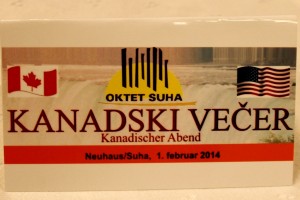 OKTET SUHA
KANADSKI VEČER
Kanadischer Abend
Neuhaus/Suha, 1. februar 2014